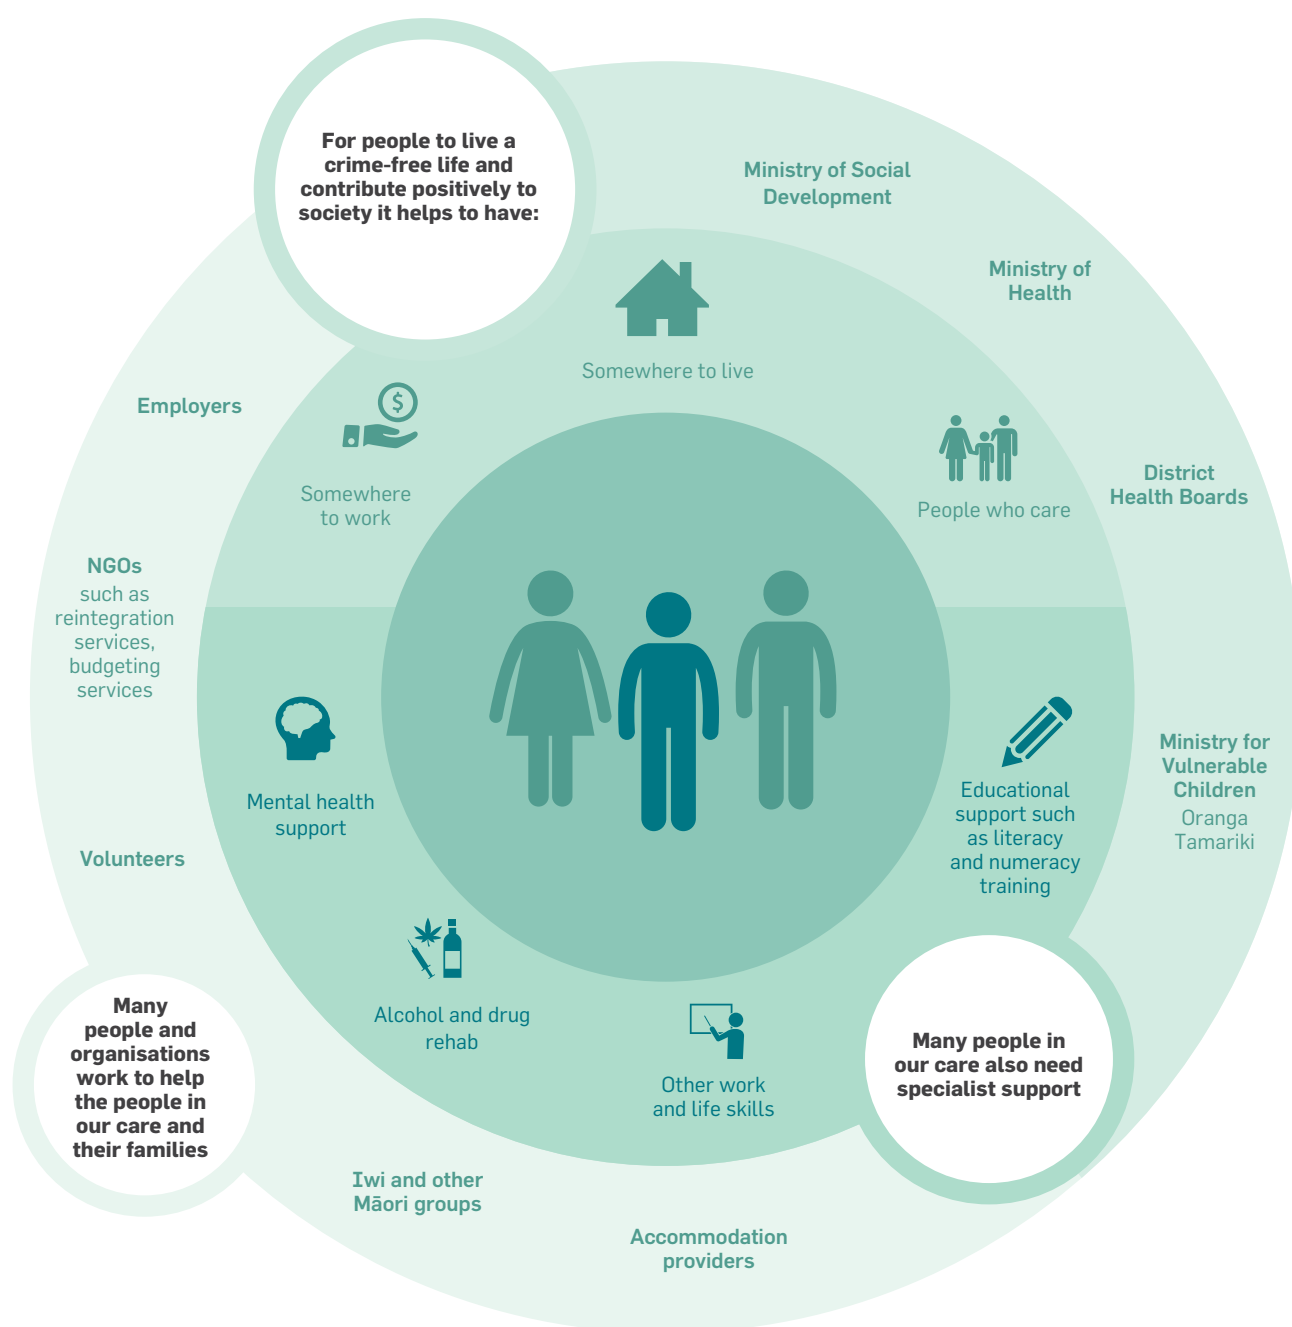 For people to live a
crime-free life and
contribute positively to
society it helps to have:
Somewhere to live
Somewhere
to work
$
People who care
Many people in
our care also need
specialist support
Mental health
support
Alcohol and drug
rehab
Other work
and life skills
Educational
support such
as literacy
and numeracy
training
Many
people and
organisations
work to help
the people in
our care and
their families
Ministry of Social
Development
Ministry of
Health
District
Health Boards
Ministry for
Vulnerable
Children
Oranga
Tamariki
Accommodation
providers
Iwi and other
Māori groups
Volunteers
NGOs
such as
reintegration
services,
budgeting
services
Employers